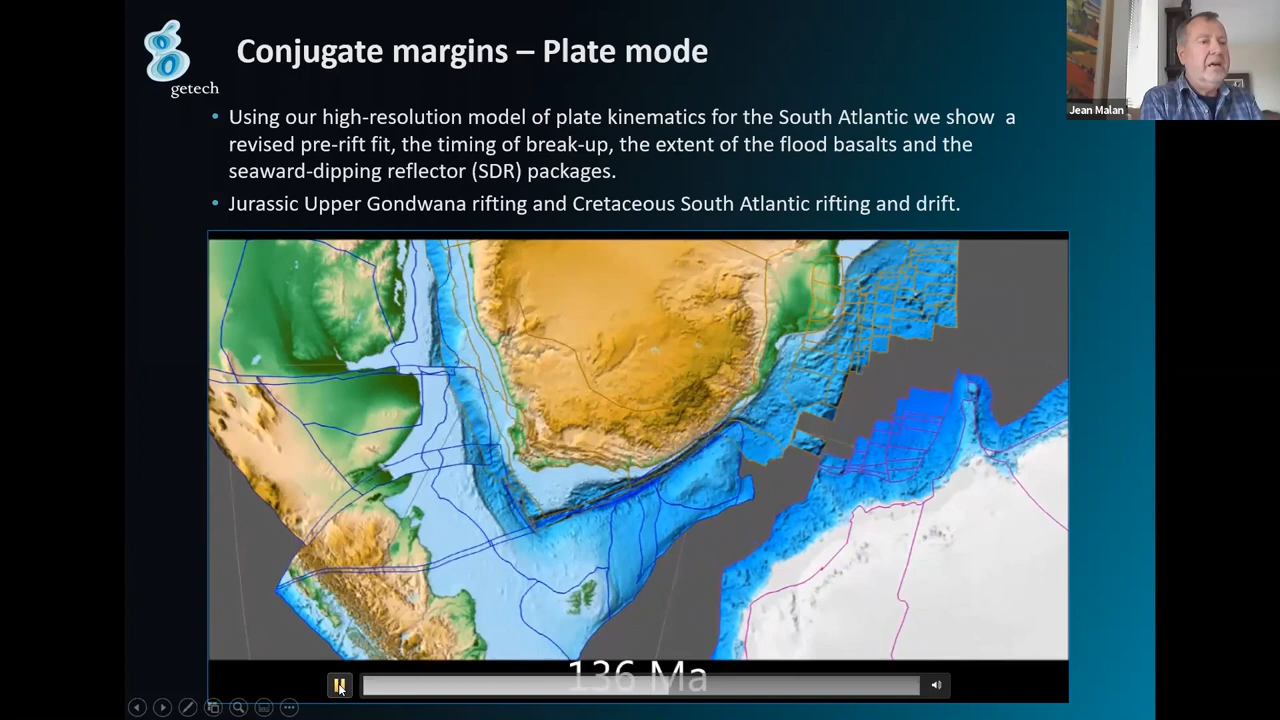 Conjugate margins – Plate mode
getech
Jean Malan
• Using our high-resolution model of plate kinematics for the South Atlantic we show a
revised pre-rift fit, the timing of break-up, the extent of the flood basalts and the
seaward-dipping reflector (SDR) packages.
• Jurassic Upper Gondwana rifting and Cretaceous South Atlantic rifting and drift.
136 Ma